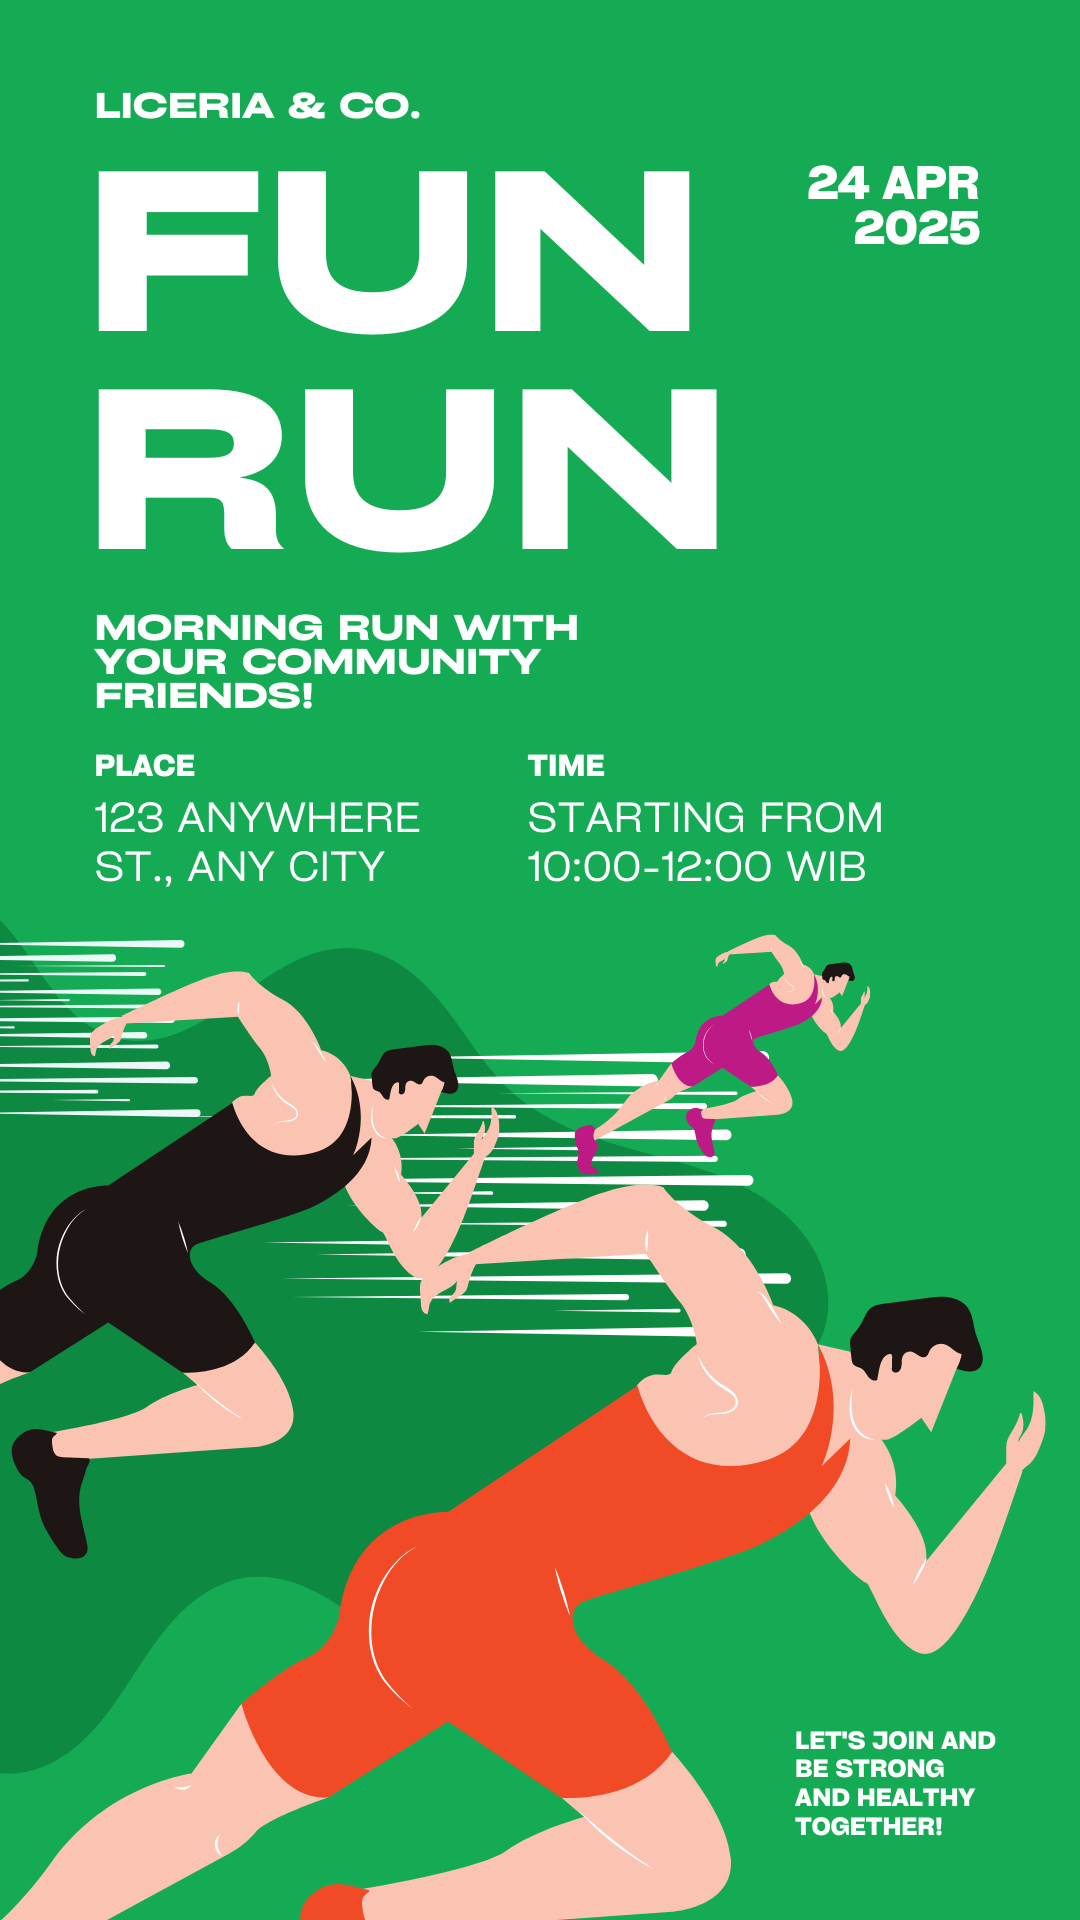 LICERIA & CO.
FUN
RUN
24 APR
2025
MORNING RUN WITH
YOUR COMMUNITY
FRIENDS!
PLACE
123 ANYWHERE
ST., ANY CITY
TIME
STARTING FROM
10:00-12:00 WIB
LET'S JOIN AND
BE STRONG
AND HEALTHY
TOGETHER!